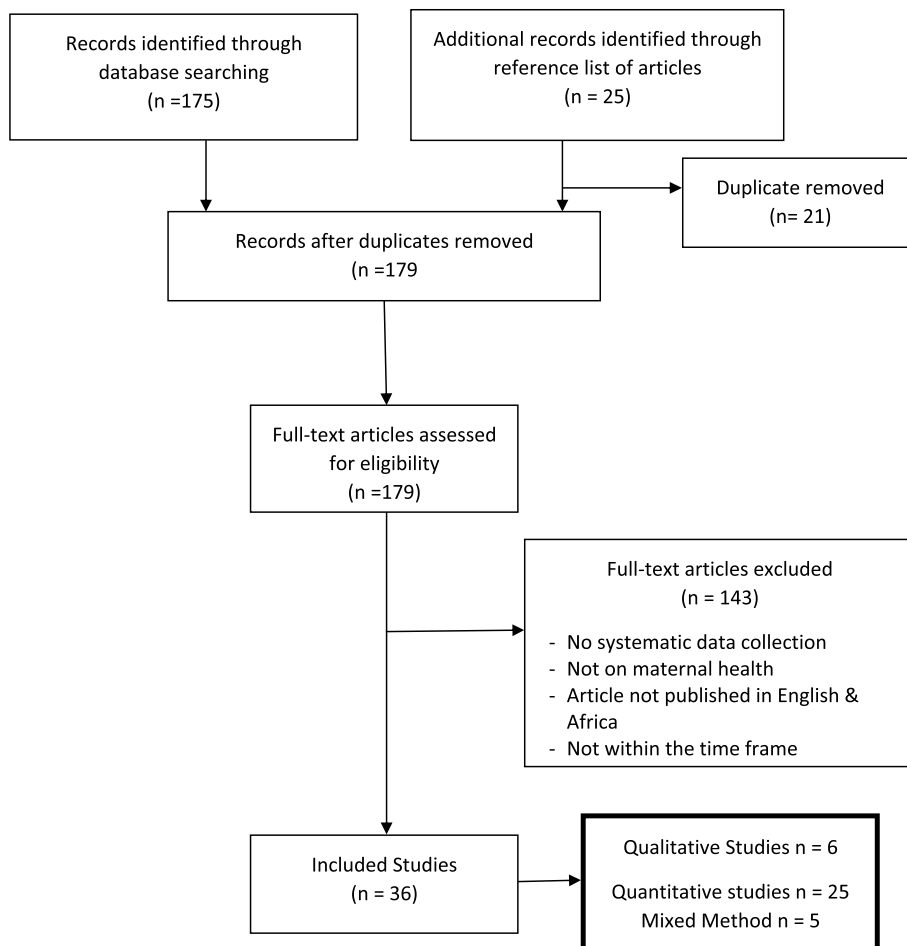 Records identified through
database searching
(n =175)
Additional records identified through
reference list of articles
(n = 25)
Duplicate removed
(n= 21)
Records after duplicates removed
(n =179
Full-text articles assessed
for eligibility
(n =179)
Full-text articles excluded
(n = 143)
- No systematic data collection
- Not on maternal health
- Article not published in English &
Africa
- Not within the time frame
Included Studies
(n = 36)
Qualitative Studies n = 6
Quantitative studies n = 25
Mixed Method n = 5